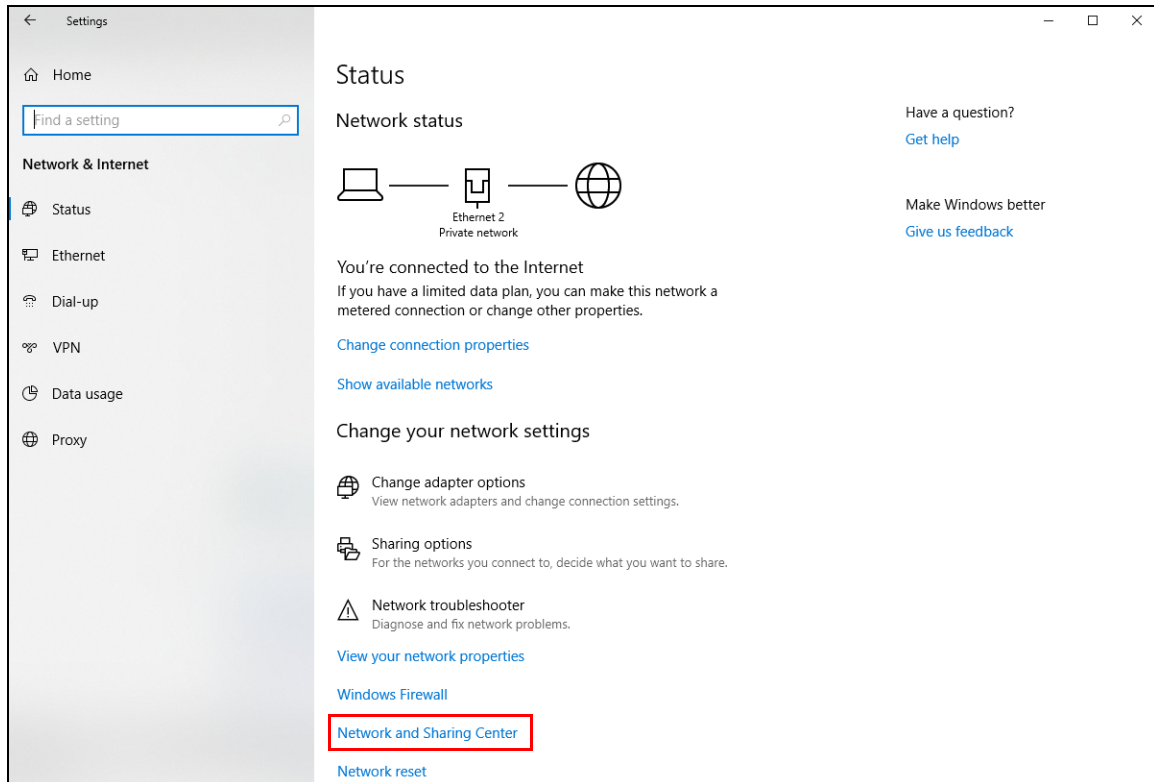 Settings
Home
Find a setting
Network & Internet
Status
Ethernet
Dial-up
VPN
Data usage
Proxy
Status
Network status
Ethernet 2
Private network
You're connected to the Internet
If you have a limited data plan, you can make this network a
metered connection or change other properties.
Change connection properties
Show available networks
Change your network settings
Change adapter options
View network adapters and change connection settings.
Sharing options
For the networks you connect to, decide what you want to share.
Network troubleshooter
Diagnose and fix network problems.
View your network properties
Windows Firewall
Network and Sharing Center
Network reset
Have a question?
Get help
Make Windows better
Give us feedback